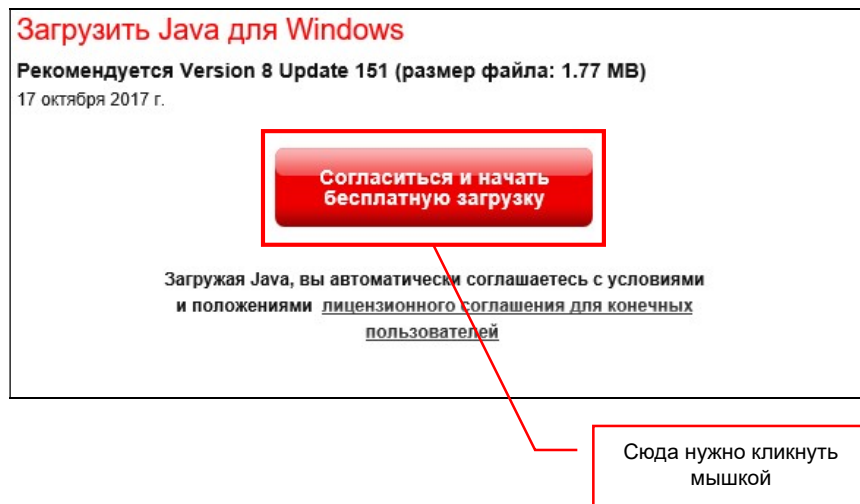 Загрузить Java для Windows
Рекомендуется Version 8 Update 151 (размер файла: 1.77 MB)
17 октября 2017 г.
Согласиться и начать
бесплатную загрузку
Загружая Java, вы автоматически соглашаетесь с условиями
и положениями лицензионного соглашения для конечных
пользователей
Сюда нужно кликнуть
мышкой